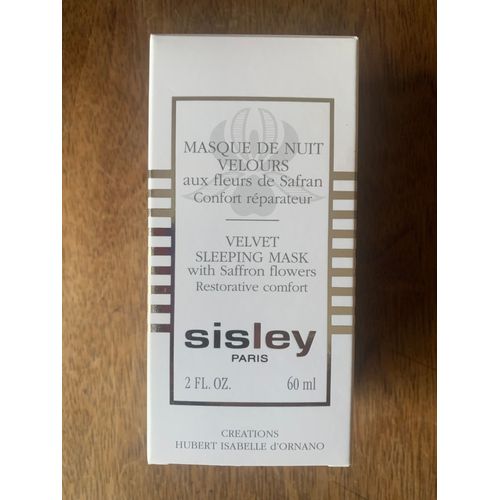 MASQUE DE NUIT
VELOURS
aux fleurs de Safran
Confort réparateur
VELVET
SLEEPING MASK
with Saffron flowers
Restorative comfort
sisley
PARIS
2 FL. OZ. 60 ml
CREATIONS
HUBERT ISABELLE d'ORNANO